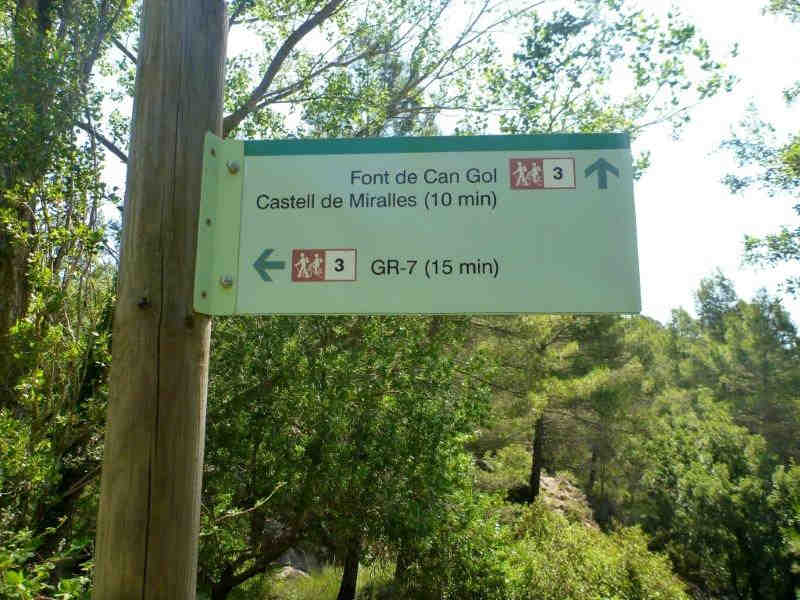 Font de Can Gol 3
Castell de Miralles (10 min)
3 GR-7 (15 min)